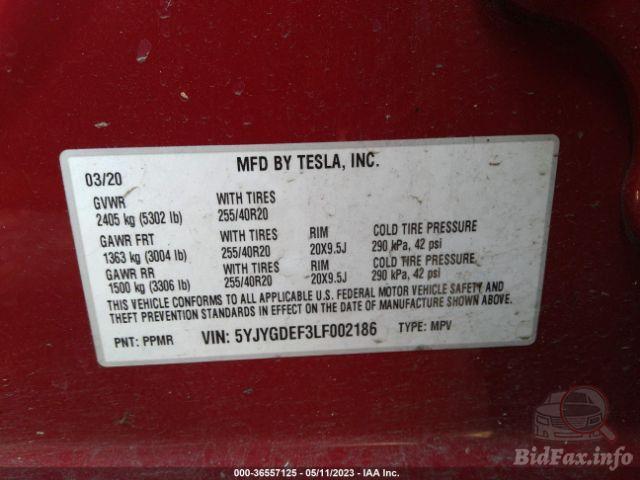 MFD BY TESLA, INC.
03/20
GVWR WITH TIRES
2405 kg (5302 lb) 255/40R20
GAWR FRT WITH TIRES RIM COLD TIRE PRESSURE
1363 kg (3004 lb) 255/40R20 20X9.5J 290 kPa, 42 psi
GAWR RR WITH TIRES RIM COLD TIRE PRESSURE
1500 kg (3306 lb) 255/40R20 20X9.5J 290 kPa, 42 psi
THIS VEHICLE CONFORMS TO ALL APPLICABLE U.S. FEDERAL MOTOR VEHICLE SAFETY, AND
THEFT PREVENTION STANDARDS IN EFFECT ON THE DATE OF MANUFACTURE SHOWN ABOVE.
PNT: PPMR VIN: 5YJYGDEF3LF002186 TYPE: MPV
BidFax.info
000-36557125 - 05/11/2023 - IAA Inc.